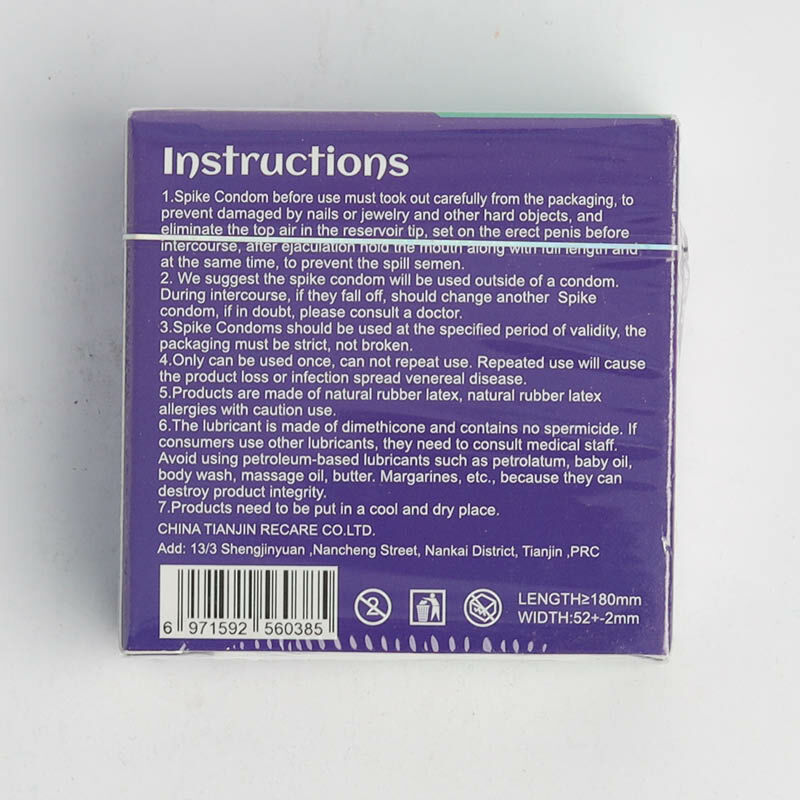 Instructions
1.Spike Condom before use must took out carefully from the packaging, to
prevent damaged by nails or jewelry and other hard objects, and
eliminate the top air in the reservoir tip, set on the erect penis before
intercourse, after ejaculation hold the mouth along with full length and
at the same time, to prevent the spill semen.
2. We suggest the spike condom will be used outside of a condom.
During intercourse, if they fall off, should change another Spike
condom, if in doubt, please consult a doctor.
3.Spike Condoms should be used at the specified period of validity, the
packaging must be strict, not broken.
4.Only can be used once, can not repeat use. Repeated use will cause
the product loss or infection spread venereal disease.
5.Products are made of natural rubber latex, natural rubber latex
allergies with caution use.
6.The lubricant is made of dimethicone and contains no spermicide. If
consumers use other lubricants, they need to consult medical staff.
Avoid using petroleum-based lubricants such as petrolatum, baby oil,
body wash, massage oil, butter. Margarines, etc., because they can
destroy product integrity.
7.Products need to be put in a cool and dry place.
CHINA TIANJIN RECARE CO.LTD.
Add: 13/3 Shengjinyuan ,Nancheng Street, Nankai District, Tianjin ,PRC
6 971592 560385
2
LENGTH≥180mm
WIDTH:52+-2mm